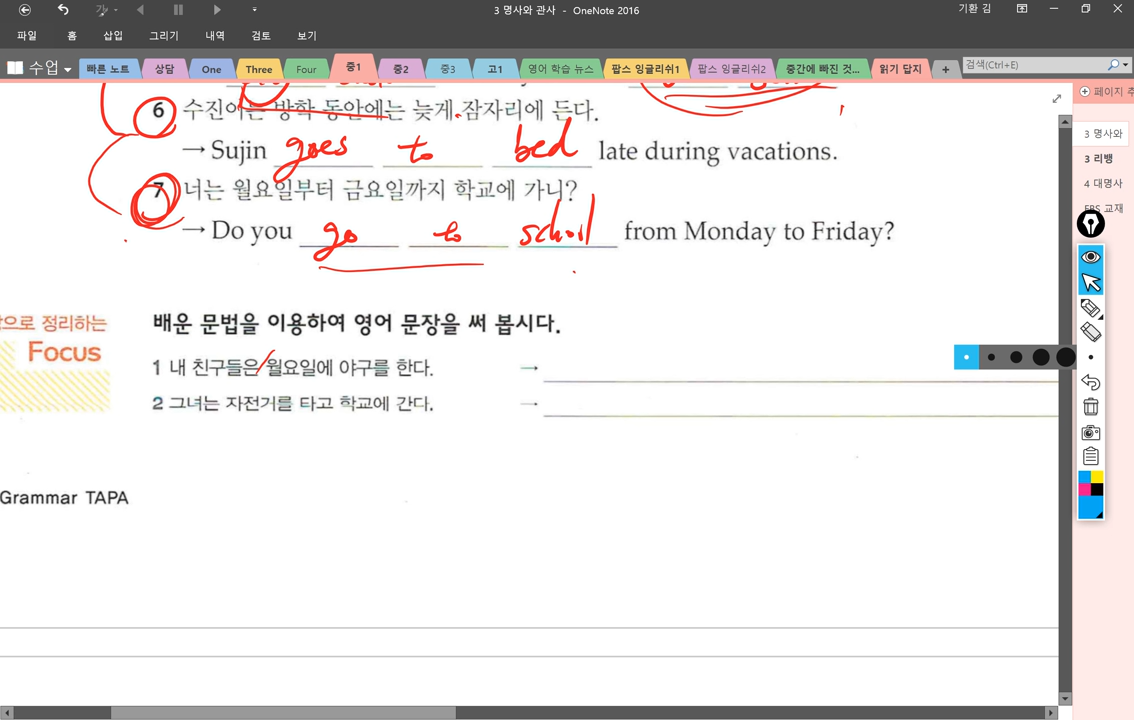 3 명사와 관사 - OneNote 2016
기환 김
파일 홈 삽입 그리기 내역 검토 보기
수업 빠른 노트 상담 One Three Four 중1 중2 중3 고1 영어 학습 뉴스 팝스 잉글리쉬1 팝스 잉글리쉬2 중간에 빠진 것... 읽기 답지 + 검색(Ctrl+E)
페이지 추
3 명사와
3 리뱅
4 대명사
EBS 교재
6 수진이는 방학 동안에는 늦게 잠자리에 든다.
→ Sujin goes to bed late during vacations.
7 너는 월요일부터 금요일까지 학교에 가니?
→ Do you go to school from Monday to Friday?
으로 정리하는
Focus
배운 문법을 이용하여 영어 문장을 써 봅시다.
1 내 친구들은 월요일에 야구를 한다. →
2 그녀는 자전거를 타고 학교에 간다. →
Grammar TAPA